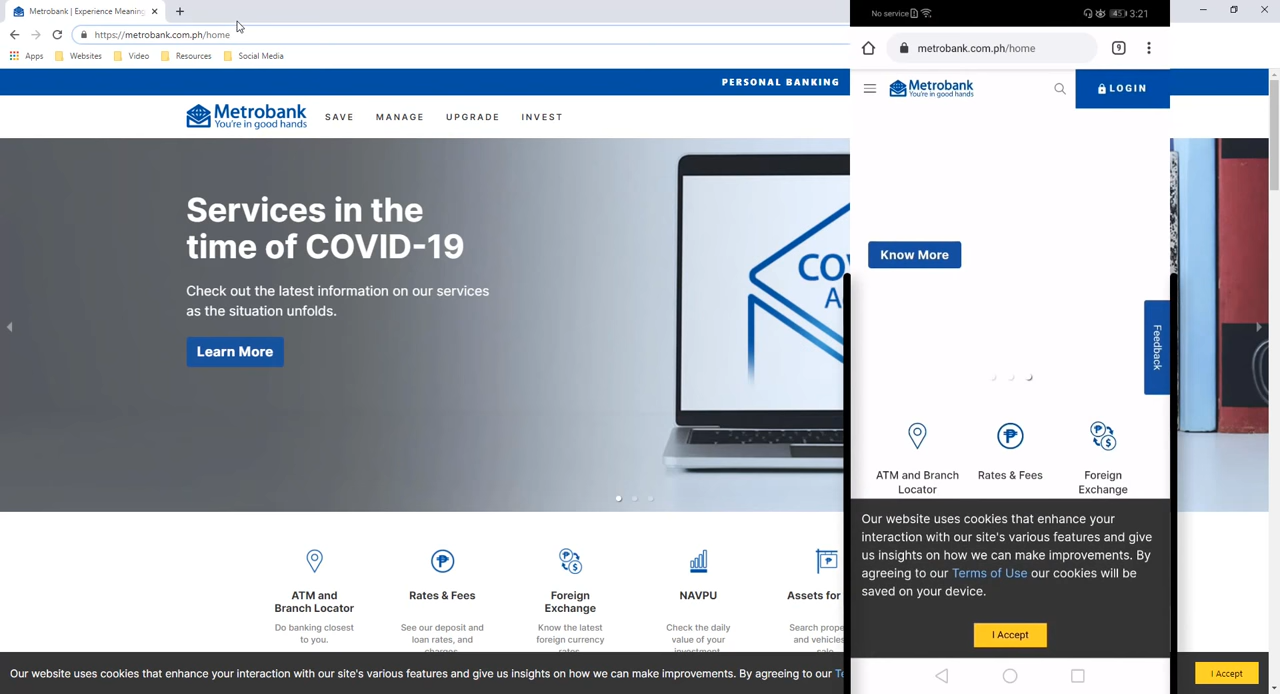 Metrobank | Experience Meaning
https://metrobank.com.ph/home
Apps
Websites
Video
Resources
Social Media
PERSONAL BANKING
Metrobank
You're in good hands
SAVE
MANAGE
UPGRADE
INVEST
Services in the
time of COVID-19
Check out the latest information on our services
as the situation unfolds.
Learn More
CO
A
ATM and
Branch Locator
Do banking closest
to you.
Rates & Fees
See our deposit and
loan rates, and
charges
Foreign
Exchange
Know the latest
foreign currency
rates
NAVPU
Check the daily
value of your
investment
Assets for
Search prope
and vehicles
sale
Our website uses cookies that enhance your interaction with our site's various features and give us insights on how we can make improvements. By agreeing to our Te
I Accept
No service
45
3:21
metrobank.com.ph/home
9
Metrobank
You're in good hands
LOGIN
Know More
Feedback
ATM and Branch
Locator
Rates & Fees
Foreign
Exchange
Our website uses cookies that enhance your
interaction with our site's various features and give
us insights on how we can make improvements. By
agreeing to our Terms of Use our cookies will be
saved on your device.
I Accept